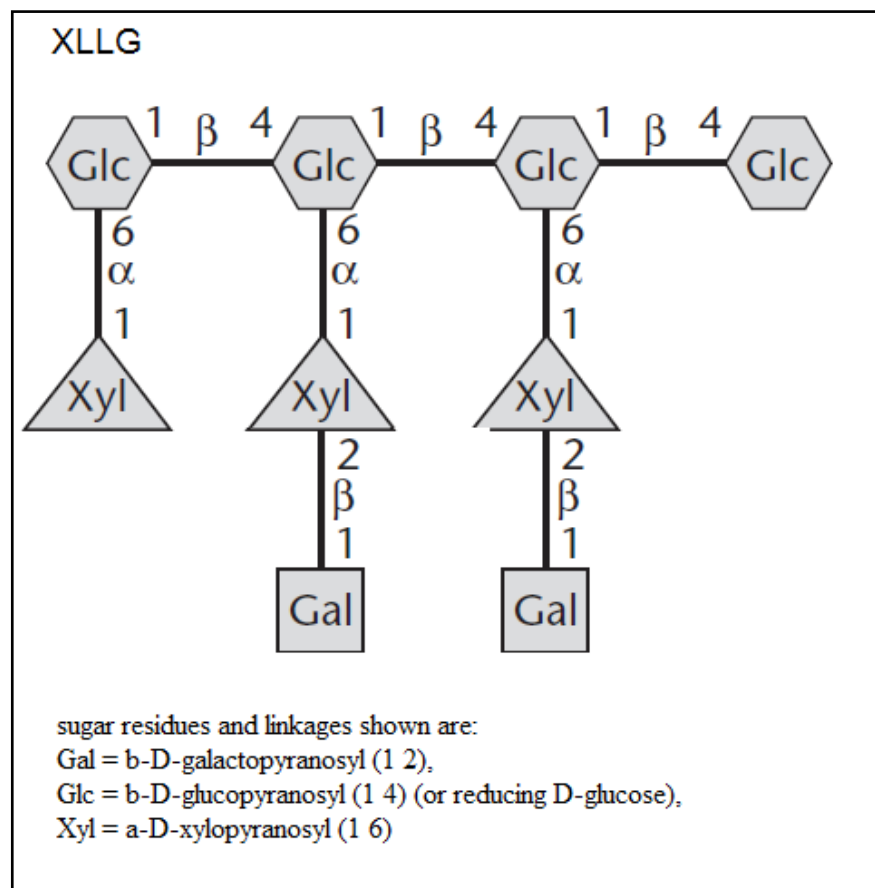 XLLG
1 β 4 1 β 4 1 β 4
Glc Glc Glc Glc
6 6 6
α α α
1 1 1
Xyl Xyl Xyl
2 2
β β
1 1
Gal Gal
sugar residues and linkages shown are:
Gal = b-D-galactopyranosyl (1 2),
Glc = b-D-glucopyranosyl (1 4) (or reducing D-glucose),
Xyl = a-D-xylopyranosyl (1 6)